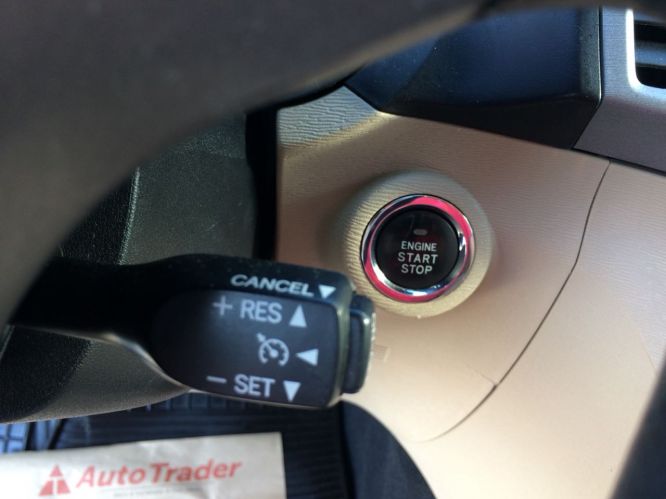 ENGINE
START
STOP
CANCEL▼
+ RES ▲
◄
− SET ▼
AutoTrader